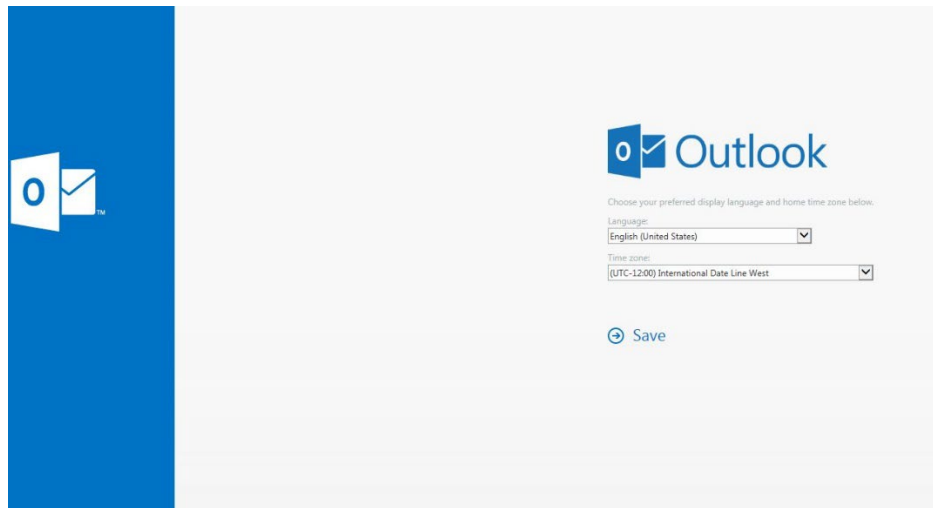 O
TM
O Outlook
Choose your preferred display language and home time zone below.
Language:
English (United States)
Time zone:
(UTC-12:00) International Date Line West
Save